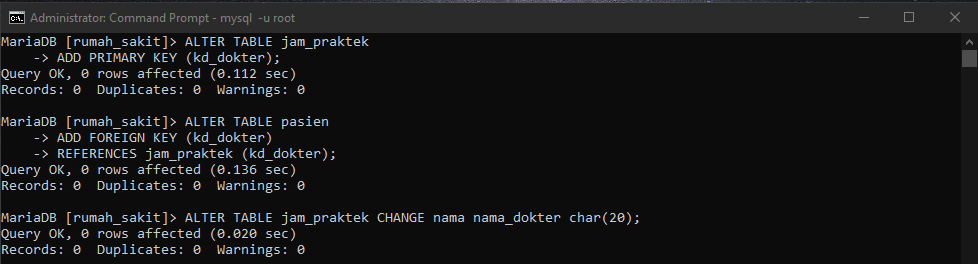 Administrator: Command Prompt - mysql -u root
MariaDB [rumah_sakit]> ALTER TABLE jam_praktek
    -> ADD PRIMARY KEY (kd_dokter);
Query OK, 0 rows affected (0.112 sec)
Records: 0  Duplicates: 0  Warnings: 0
MariaDB [rumah_sakit]> ALTER TABLE pasien
    -> ADD FOREIGN KEY (kd_dokter)
    -> REFERENCES jam_praktek (kd_dokter);
Query OK, 0 rows affected (0.136 sec)
Records: 0  Duplicates: 0  Warnings: 0
MariaDB [rumah_sakit]> ALTER TABLE jam_praktek CHANGE nama nama_dokter char(20);
Query OK, 0 rows affected (0.020 sec)
Records: 0  Duplicates: 0  Warnings: 0